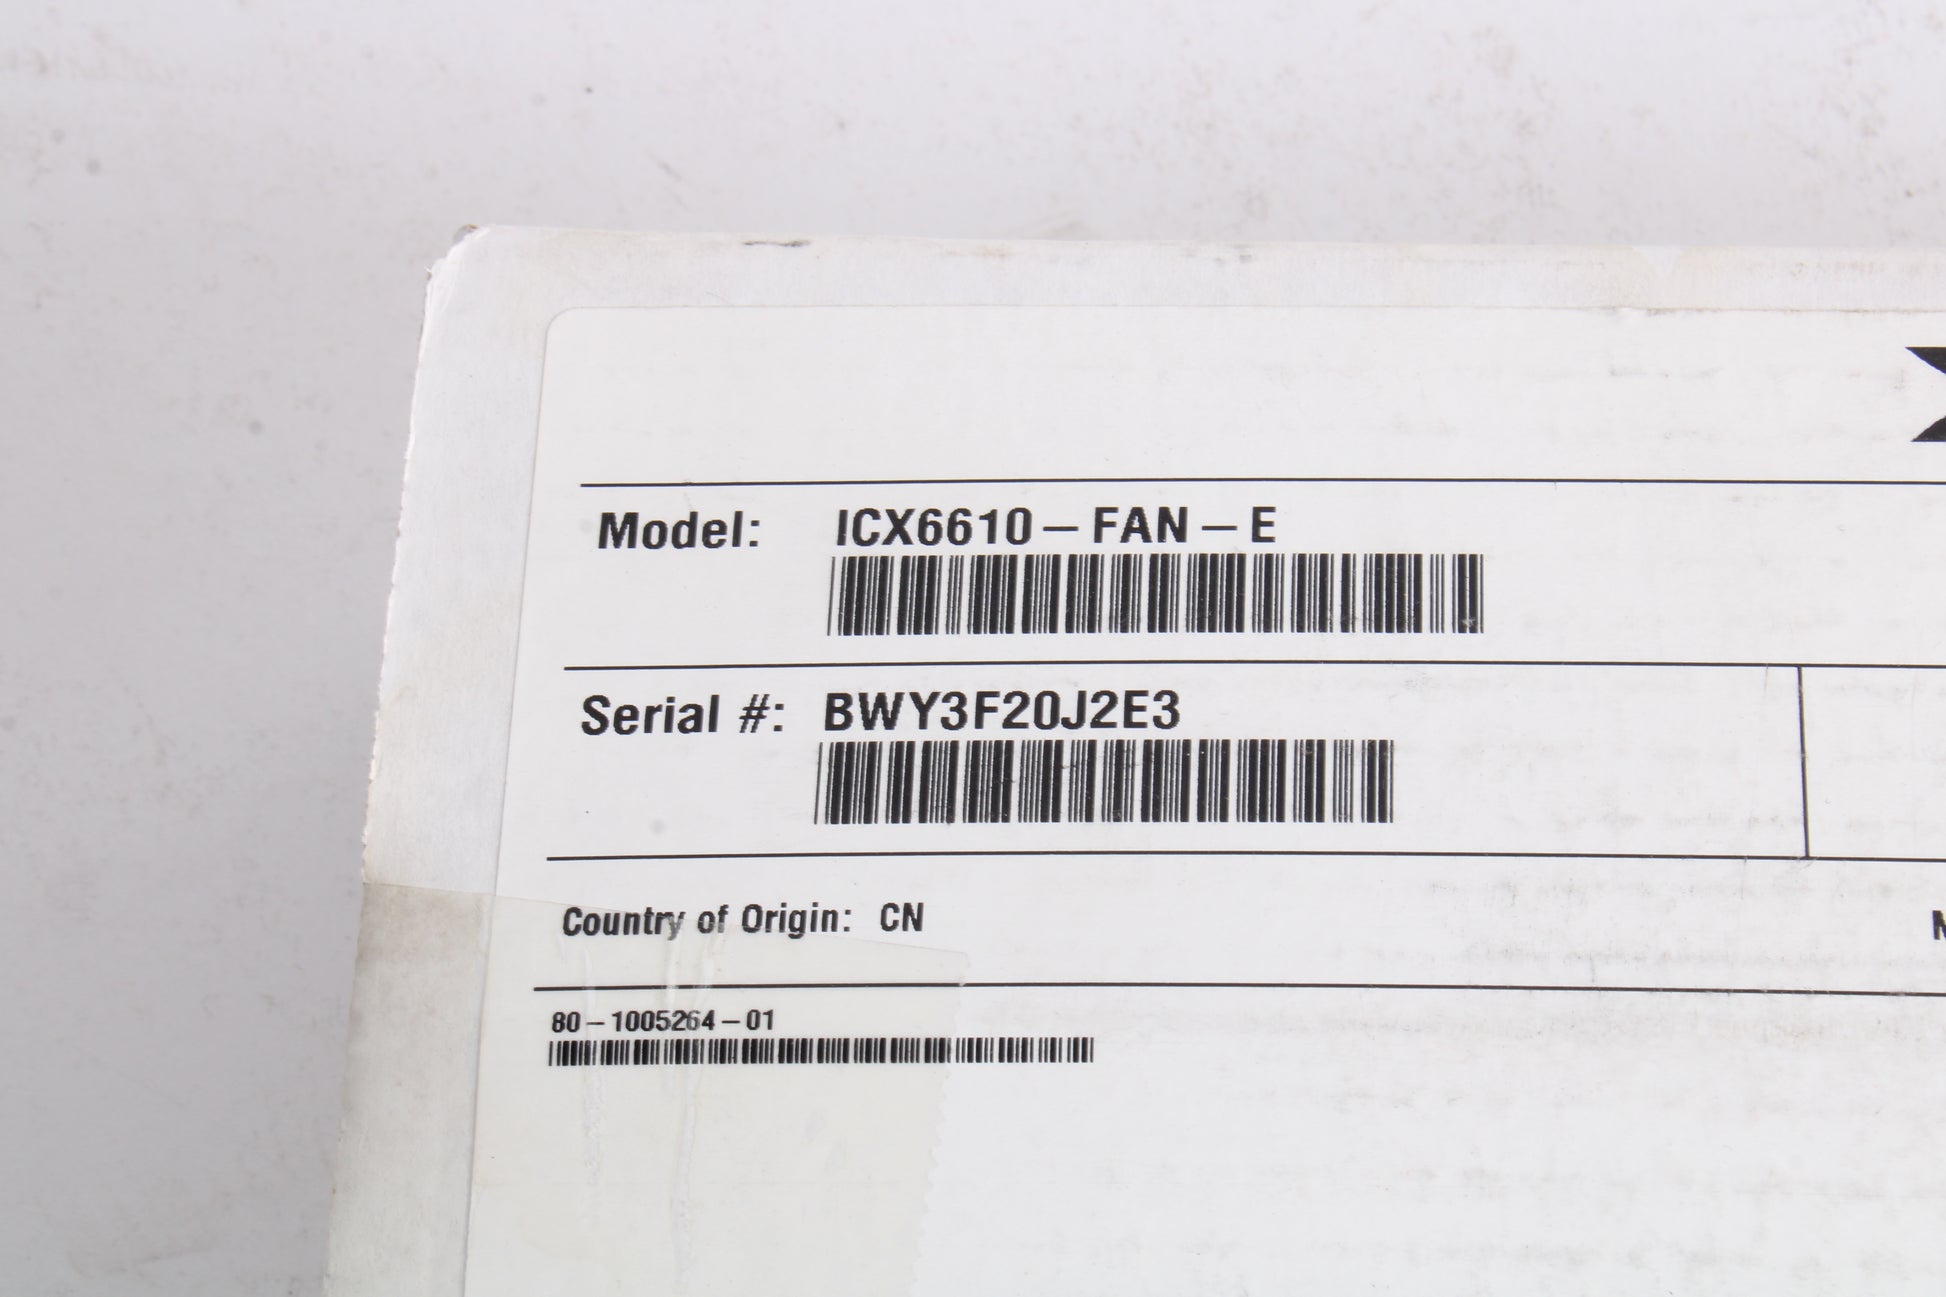 Model: ICX6610-FAN-E
Serial #: BWY3F20J2E3
Country of Origin: CN
80-1005264-01